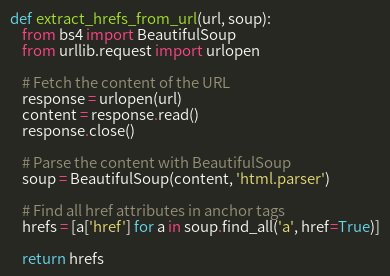 def extract_hrefs_from_url(url, soup):
from bs4 import BeautifulSoup
from urllib.request import urlopen
# Fetch the content of the URL
response = urlopen(url)
content = response.read()
response.close()
# Parse the content with BeautifulSoup
soup = BeautifulSoup(content, 'html.parser')
# Find all href attributes in anchor tags
hrefs = [a['href'] for a in soup.find_all('a', href=True)]
return hrefs